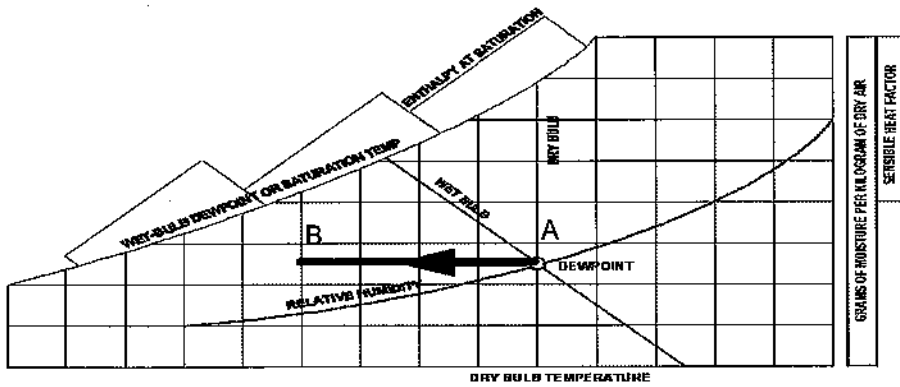 ENTHALPY AT SATURATION
WET-BULB DEWPOINT OR SATURATION TEMP
DRY BULB
WET BULB
B
A
DEWPOINT
RELATIVE HUMIDITY
DRY BULB TEMPERATURE
GRAMS OF MOISTURE PER KILOGRAM OF DRY AIR
SENSIBLE HEAT FACTOR